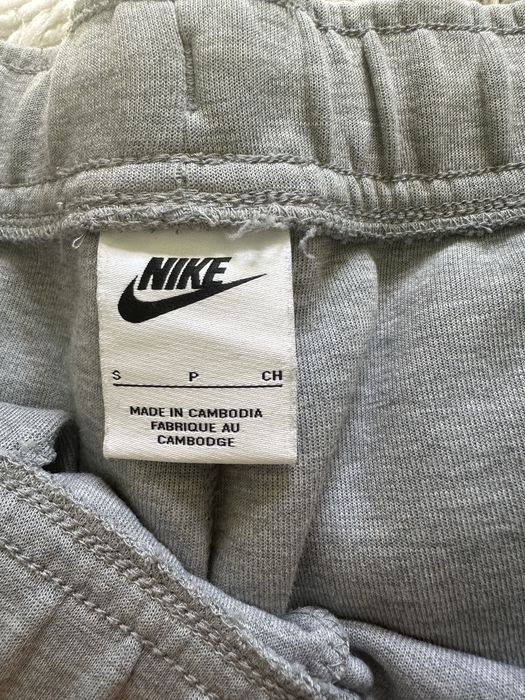 NIKE
S P CH
MADE IN CAMBODIA
FABRIQUE AU
CAMBODGE